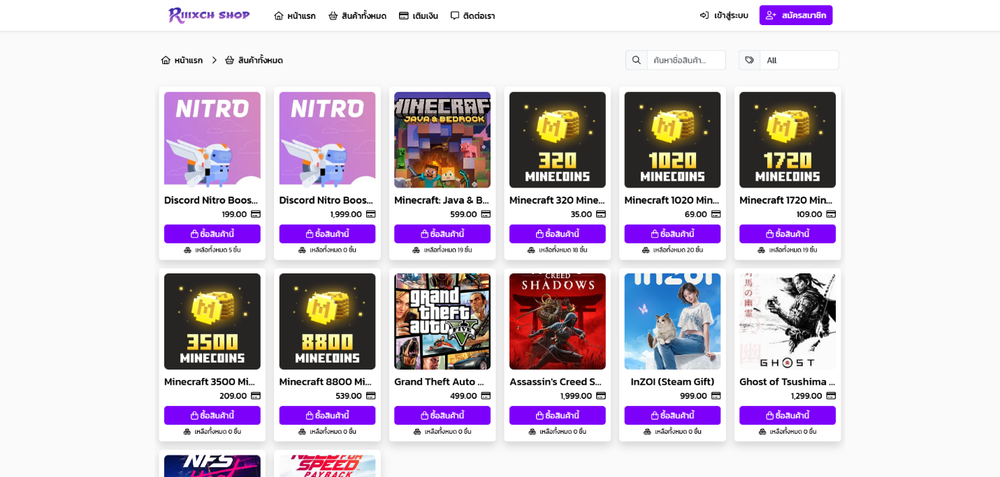 Riiixch shop
หน้าแรก สินค้าทั้งหมด เติมเงิน ติดต่อเรา เข้าสู่ระบบ สมัครสมาชิก
หน้าแรก > สินค้าทั้งหมด ค้นหาชื่อสินค้า... All
NITRO NITRO MINECRAFT
JAVA & BEDROCK
320 1020 1720
MINECOINS MINECOINS MINECOINS
Discord Nitro Boos... Discord Nitro Boos... Minecraft: Java & B... Minecraft 320 Mine... Minecraft 1020 Min... Minecraft 1720 Min...
199.00 1,999.00 599.00 35.00 69.00 109.00
ซื้อสินค้านี้ ซื้อสินค้านี้ ซื้อสินค้านี้ ซื้อสินค้านี้ ซื้อสินค้านี้ ซื้อสินค้านี้
เหลือทั้งหมด 5 ชิ้น เหลือทั้งหมด 0 ชิ้น เหลือทั้งหมด 19 ชิ้น เหลือทั้งหมด 18 ชิ้น เหลือทั้งหมด 20 ชิ้น เหลือทั้งหมด 19 ชิ้น
3500 8800 grand theft auto V FIVE CREED SHADOWS inZOI 対馬の幽霊
MINECOINS MINECOINS GHOST
Minecraft 3500 Mi... Minecraft 8800 Mi... Grand Theft Auto ... Assassin's Creed S... InZOI (Steam Gift) Ghost of Tsushima ...
209.00 539.00 499.00 1,999.00 999.00 1,299.00
ซื้อสินค้านี้ ซื้อสินค้านี้ ซื้อสินค้านี้ ซื้อสินค้านี้ ซื้อสินค้านี้ ซื้อสินค้านี้
เหลือทั้งหมด 0 ชิ้น เหลือทั้งหมด 0 ชิ้น เหลือทั้งหมด 0 ชิ้น เหลือทั้งหมด 0 ชิ้น เหลือทั้งหมด 0 ชิ้น เหลือทั้งหมด 0 ชิ้น
NFS NEED FOR
SPEED
PAYBACK